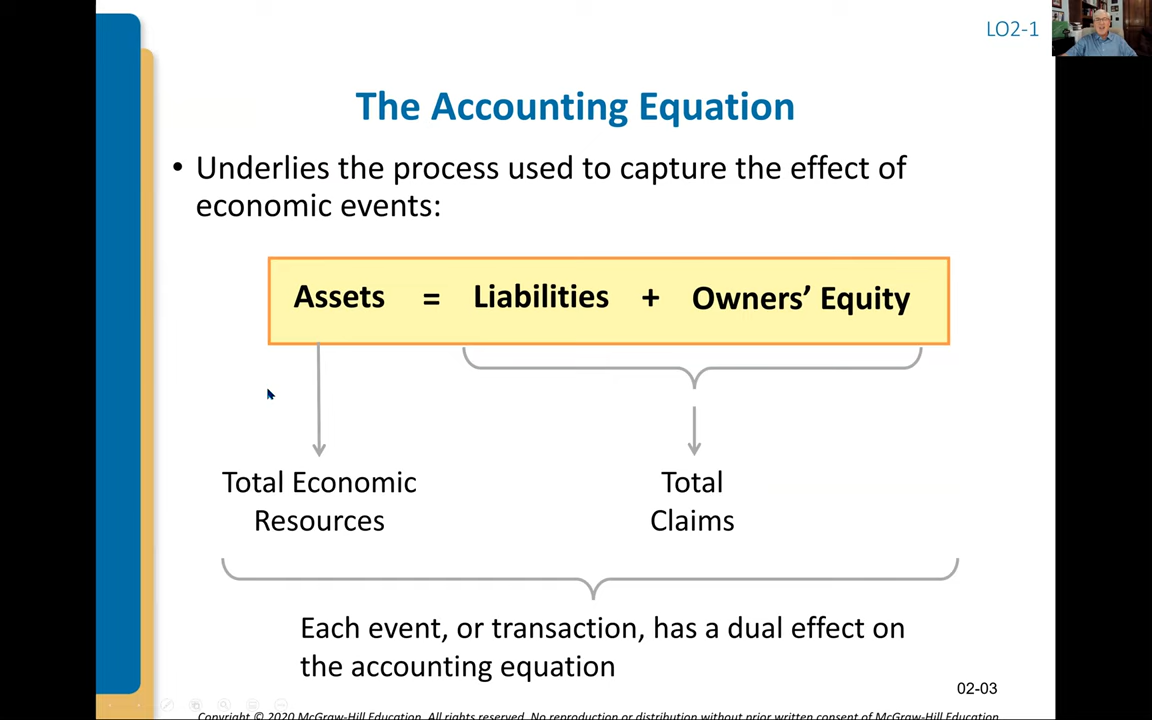 LO2-1
The Accounting Equation
• Underlies the process used to capture the effect of
economic events:
Assets = Liabilities + Owners’ Equity
Total Economic
Resources
Total
Claims
Each event, or transaction, has a dual effect on
the accounting equation
02-03
Copyright © 2020 McGraw-Hill Education. All rights reserved. No reproduction or distribution without prior written consent of McGraw-Hill Education.